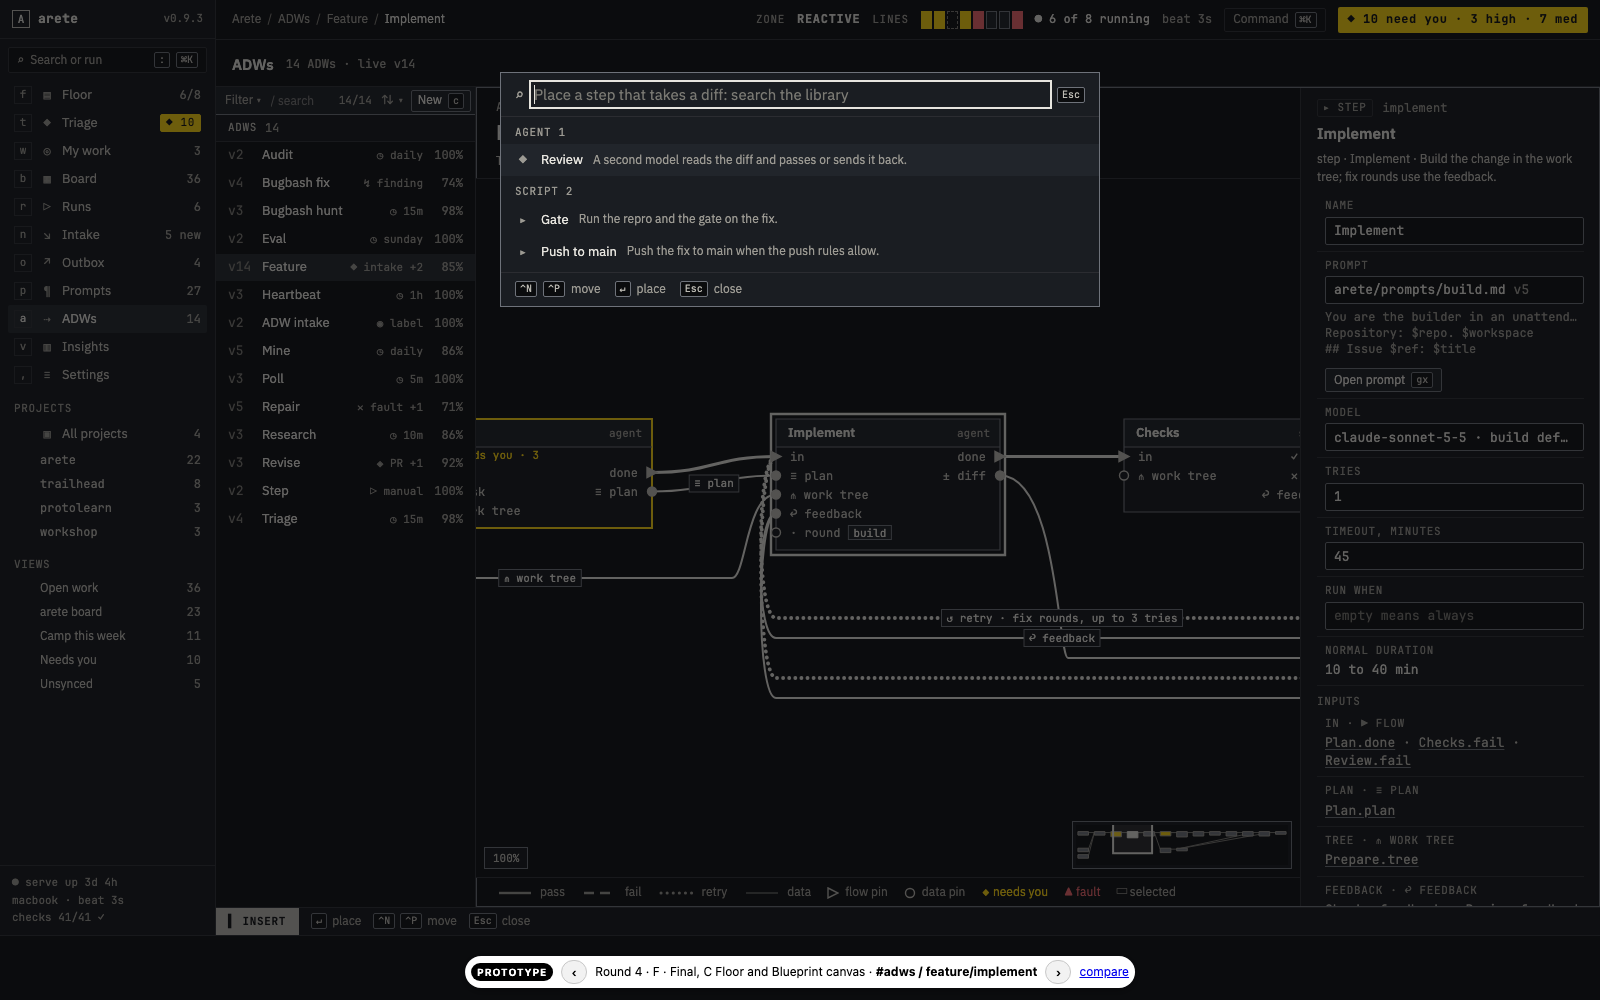 A arete v0.9.3
Arete / ADWs / Feature / Implement
ZONE REACTIVE LINES 6 of 8 running beat 3s Command ⌘K ◆ 10 need you · 3 high · 7 med
Search or run : ⌘K
f Floor 6/8
t Triage ◆ 10
w My work 3
b Board 36
r Runs 6
n Intake 5 new
o Outbox 4
p Prompts 27
a ADWs 14
v Insights
, Settings
PROJECTS
All projects 4
arete 22
trailhead 8
protolearn 3
workshop 3
VIEWS
Open work 36
arete board 23
Camp this week 11
Needs you 10
Unsynced 5
serve up 3d 4h
macbook · beat 3s
checks 41/41 ✓
ADWs 14 ADWs · live v14
Filter / search 14/14 New c
ADWS 14
v2 Audit daily 100%
v4 Bugbash fix finding 74%
v3 Bugbash hunt 15m 98%
v2 Eval sunday 100%
v14 Feature intake +2 85%
v3 Heartbeat 1h 100%
v2 ADW intake label 100%
v5 Mine daily 86%
v3 Poll 5m 100%
v5 Repair fault +1 71%
v3 Research 10m 86%
v3 Revise PR +1 92%
v2 Step manual 100%
v4 Triage 15m 98%
Place a step that takes a diff: search the library Esc
AGENT 1
Review A second model reads the diff and passes or sends it back.
SCRIPT 2
Gate Run the repro and the gate on the fix.
Push to main Push the fix to main when the push rules allow.
^N ^P move ↵ place Esc close
agent
ds you · 3
done
≡ plan
k tree
≡ plan
work tree
Implement agent
in done
≡ plan ± diff
work tree
feedback
· round build
Checks
in ✓
work tree ×
feed
↺ retry · fix rounds, up to 3 tries
feedback
100%
pass fail retry data flow pin data pin needs you fault selected
STEP implement
Implement
step · Implement · Build the change in the work
tree; fix rounds use the feedback.
NAME
Implement
PROMPT
arete/prompts/build.md v5
You are the builder in an unattend…
Repository: $repo. $workspace
## Issue $ref: $title
Open prompt gx
MODEL
claude-sonnet-5-5 · build def…
TRIES
1
TIMEOUT, MINUTES
45
RUN WHEN
empty means always
NORMAL DURATION
10 to 40 min
INPUTS
IN · ▶ FLOW
Plan.done · Checks.fail ·
Review.fail
PLAN · ≡ PLAN
Plan.plan
TREE · WORK TREE
Prepare.tree
FEEDBACK · FEEDBACK
INSERT ↵ place ^N ^P move Esc close
PROTOTYPE ‹ Round 4 · F · Final, C Floor and Blueprint canvas · #adws / feature/implement › compare